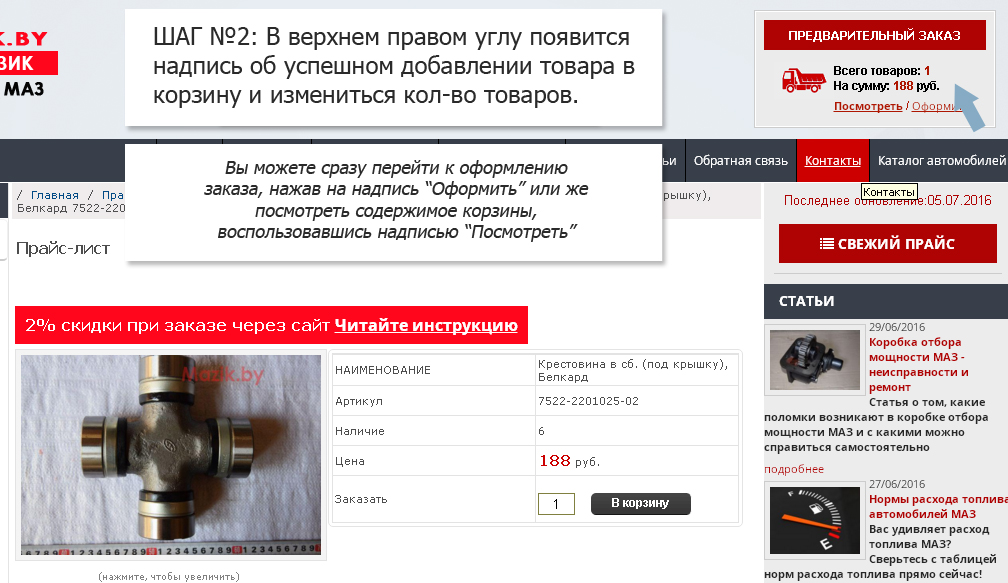 К.BY
ЗИК
МАЗ
ШАГ №2: В верхнем правом углу появится
надпись об успешном добавлении товара в
корзину и измениться кол-во товаров.
ПРЕДВАРИТЕЛЬНЫЙ ЗАКАЗ
Всего товаров: 1
На сумму: 188 руб.
Посмотреть / Оформи
ьи Обратная связь Контакты Каталог автомобилей
Контакты
Вы можете сразу перейти к оформлению
заказа, нажав на надпись “Оформить” или же
посмотреть содержимое корзины,
воспользовавшись надписью “Посмотреть”
/ Главная / Пра рышку),
Белкард 7522-220
Прайс-лист
Последнее обновление:05.07.2016
СВЕЖИЙ ПРАЙС
2% скидки при заказе через сайт Читайте инструкцию
Mazik.by
(нажмите, чтобы увеличить)
НАИМЕНОВАНИЕ Крестовина в сб. (под крышку),
Белкард
Артикул 7522-2201025-02
Наличие 6
Цена 188 руб.
Заказать 1 В корзину
СТАТЬИ
29/06/2016
Коробка отбора
мощности МАЗ -
неисправности и
ремонт
Статья о том, какие
поломки возникают в коробке отбора
мощности МАЗ и с какими можно
справиться самостоятельно
подробнее
27/06/2016
Нормы расхода топлива
автомобилей МАЗ
Вас удивляет расход
топлива МАЗ?
Сверьтесь с таблицей
норм расхода топлива прямо сейчас!
F
E